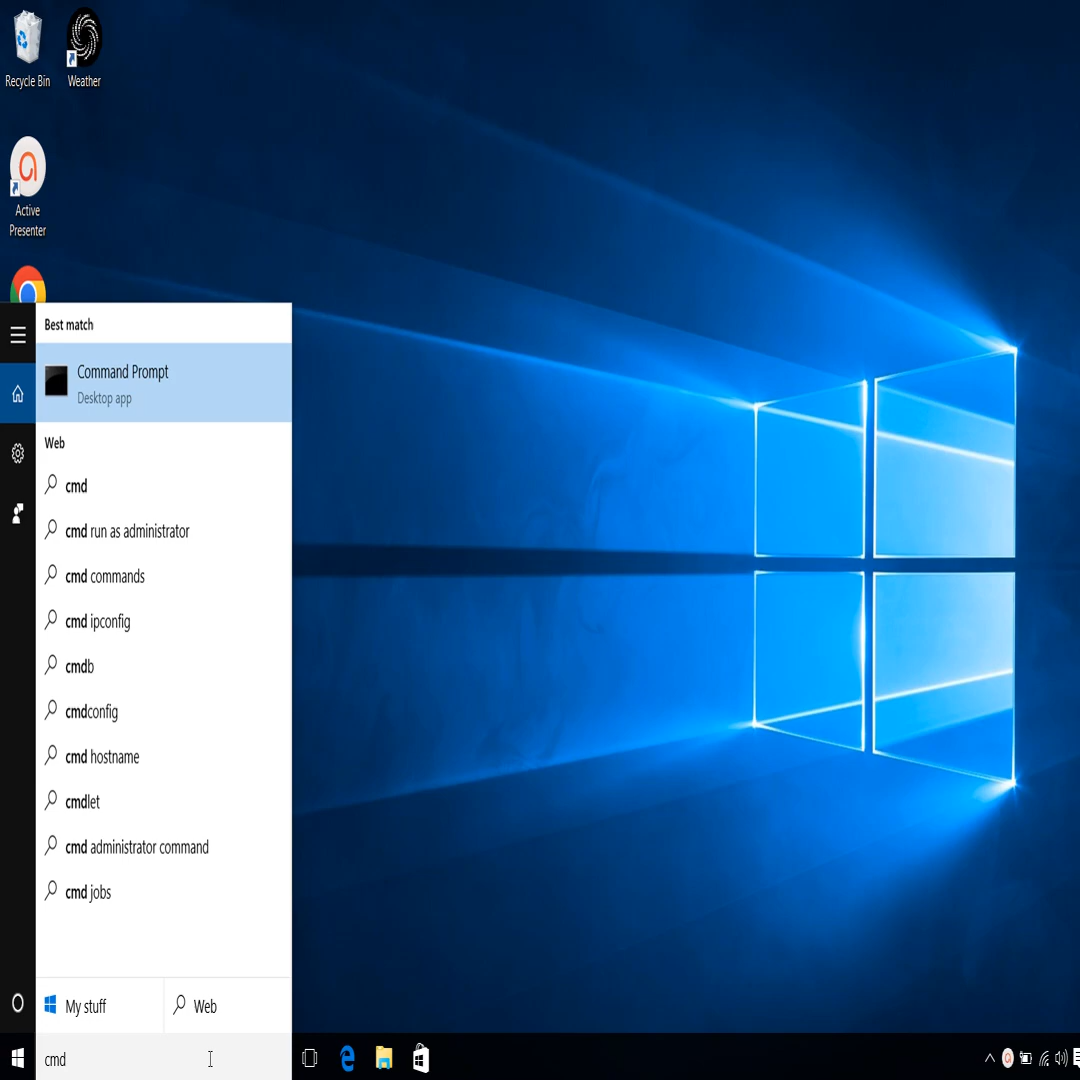 Recycle Bin
Weather
Active
Presenter
Best match
Command Prompt
Desktop app
Web
cmd
cmd run as administrator
cmd commands
cmd ipconfig
cmdb
cmdconfig
cmd hostname
cmdlet
cmd administrator command
cmd jobs
My stuff
Web
cmd